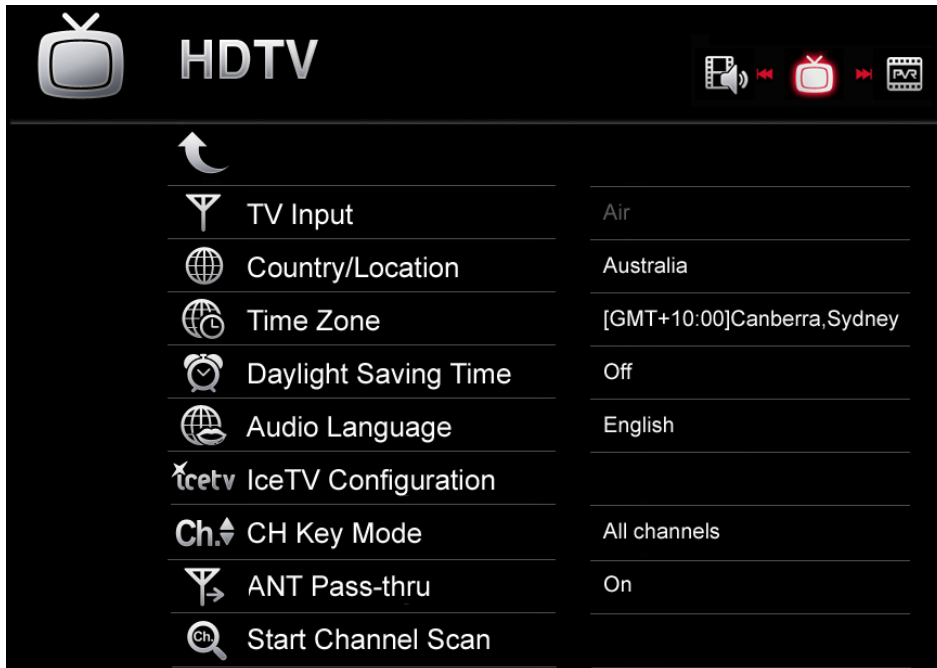 HDTV
PVR
TV Input Air
Country/Location Australia
Time Zone [GMT+10:00]Canberra,Sydney
Daylight Saving Time Off
Audio Language English
icetv IceTV Configuration
Ch. CH Key Mode All channels
ANT Pass-thru On
Ch. Start Channel Scan